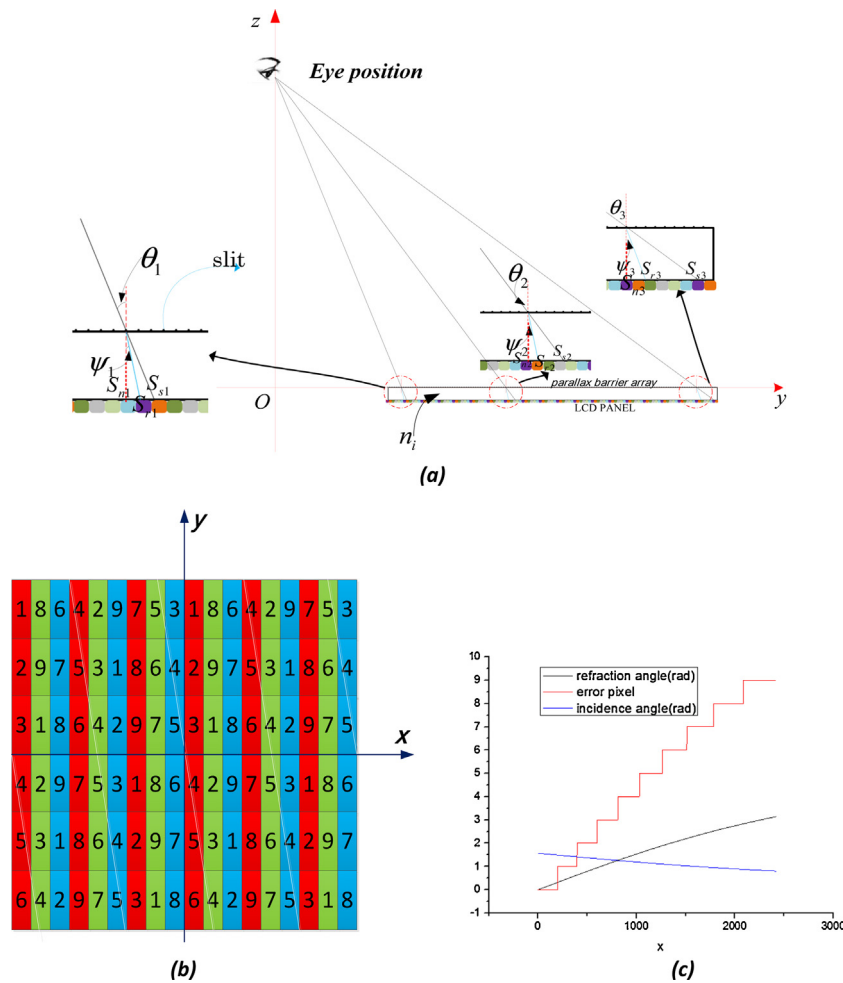 z
Eye position
θ₃
ψ₃ Sᵣ₃ Sₛ₃
Sₙ₃
θ₁ slit
θ₂
ψ₂ Sₛ₂
Sₙ₂ Sᵣ₂
ψ₁
Sₙ₁ Sₛ₁
Sᵣ₁
parallax barrier array
O y
LCD PANEL
nᵢ
(a)
y
1 8 6 4 2 9 7 5 3 1 8 6 4 2 9 7 5 3
2 9 7 5 3 1 8 6 4 2 9 7 5 3 1 8 6 4
3 1 8 6 4 2 9 7 5 3 1 8 6 4 2 9 7 5
x
4 2 9 7 5 3 1 8 6 4 2 9 7 5 3 1 8 6
5 3 1 8 6 4 2 9 7 5 3 1 8 6 4 2 9 7
6 4 2 9 7 5 3 1 8 6 4 2 9 7 5 3 1 8
(b)
10
9
8
7
6
5
4
3
2
1
0
-1
refraction angle(rad)
error pixel
incidence angle(rad)
0 1000 2000 3000
x
(c)